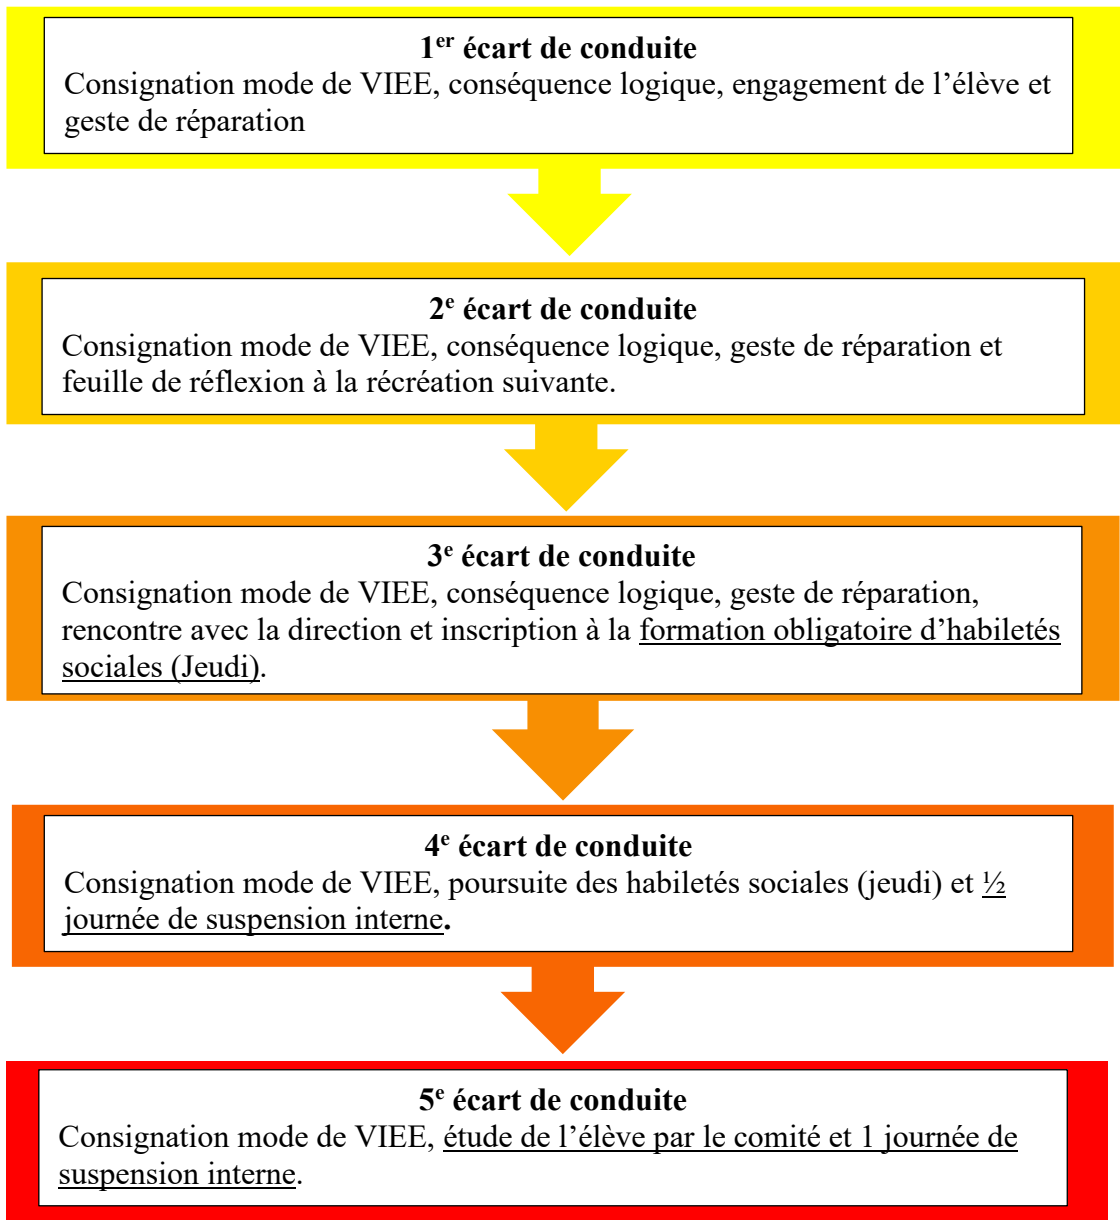 1er écart de conduite
Consignation mode de VIEE, conséquence logique, engagement de l’élève et
geste de réparation
2e écart de conduite
Consignation mode de VIEE, conséquence logique, geste de réparation et
feuille de réflexion à la récréation suivante.
3e écart de conduite
Consignation mode de VIEE, conséquence logique, geste de réparation,
rencontre avec la direction et inscription à la formation obligatoire d’habiletés
sociales (Jeudi).
4e écart de conduite
Consignation mode de VIEE, poursuite des habiletés sociales (jeudi) et ½
journée de suspension interne.
5e écart de conduite
Consignation mode de VIEE, étude de l’élève par le comité et 1 journée de
suspension interne.